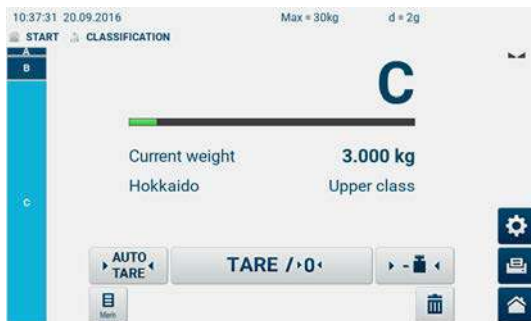 10:37:31 20.09.2016 Max = 30kg d = 2g
START CLASSIFICATION
A
B
C
C
Current weight 3.000 kg
Hokkaido Upper class
AUTO TARE
TARE / 0
Mem